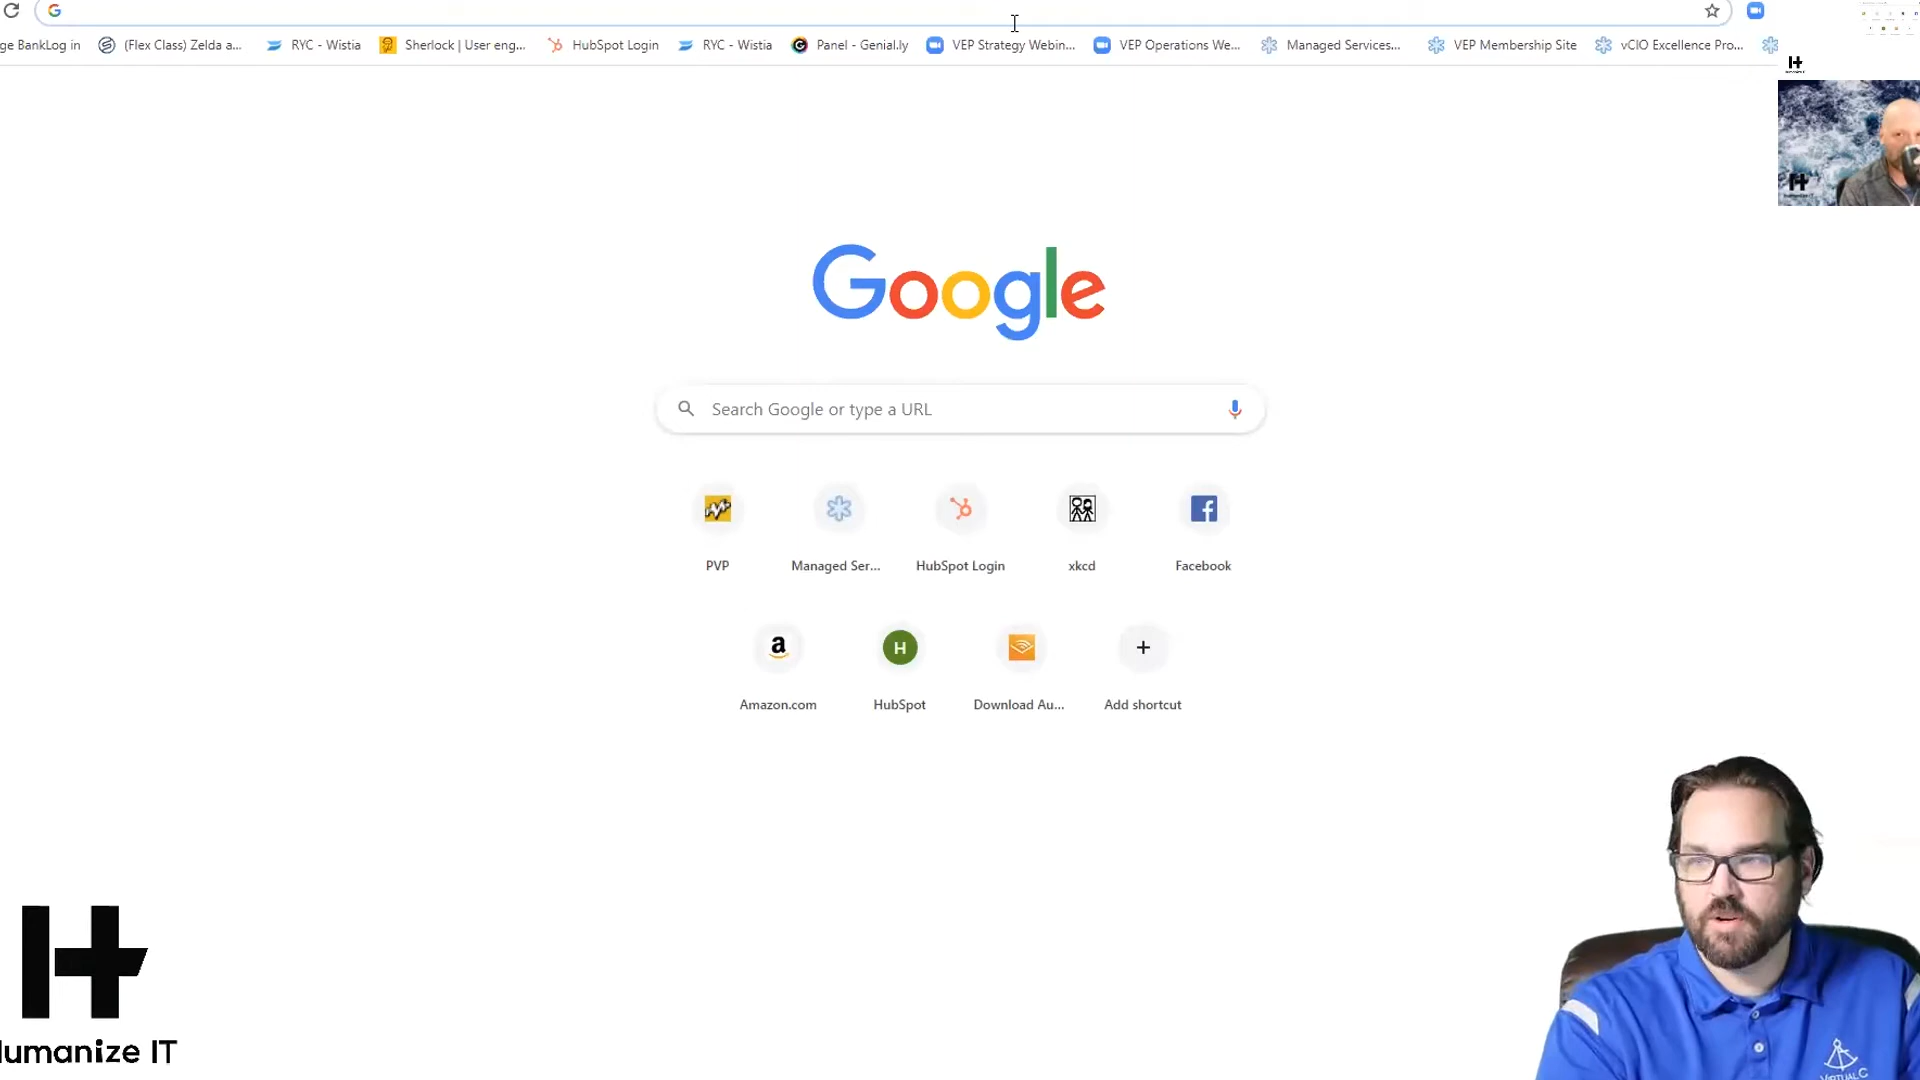 ge BankLog in (Flex Class) Zelda a... RYC - Wistia Sherlock | User eng... HubSpot Login RYC - Wistia Panel - Genial.ly VEP Strategy Webin... VEP Operations We... Managed Services... VEP Membership Site vCIO Excellence Pro...
Google
Search Google or type a URL
PVP Managed Ser... HubSpot Login xkcd Facebook
a H
Amazon.com HubSpot Download Au... Add shortcut
umanize IT
VIRTUALC